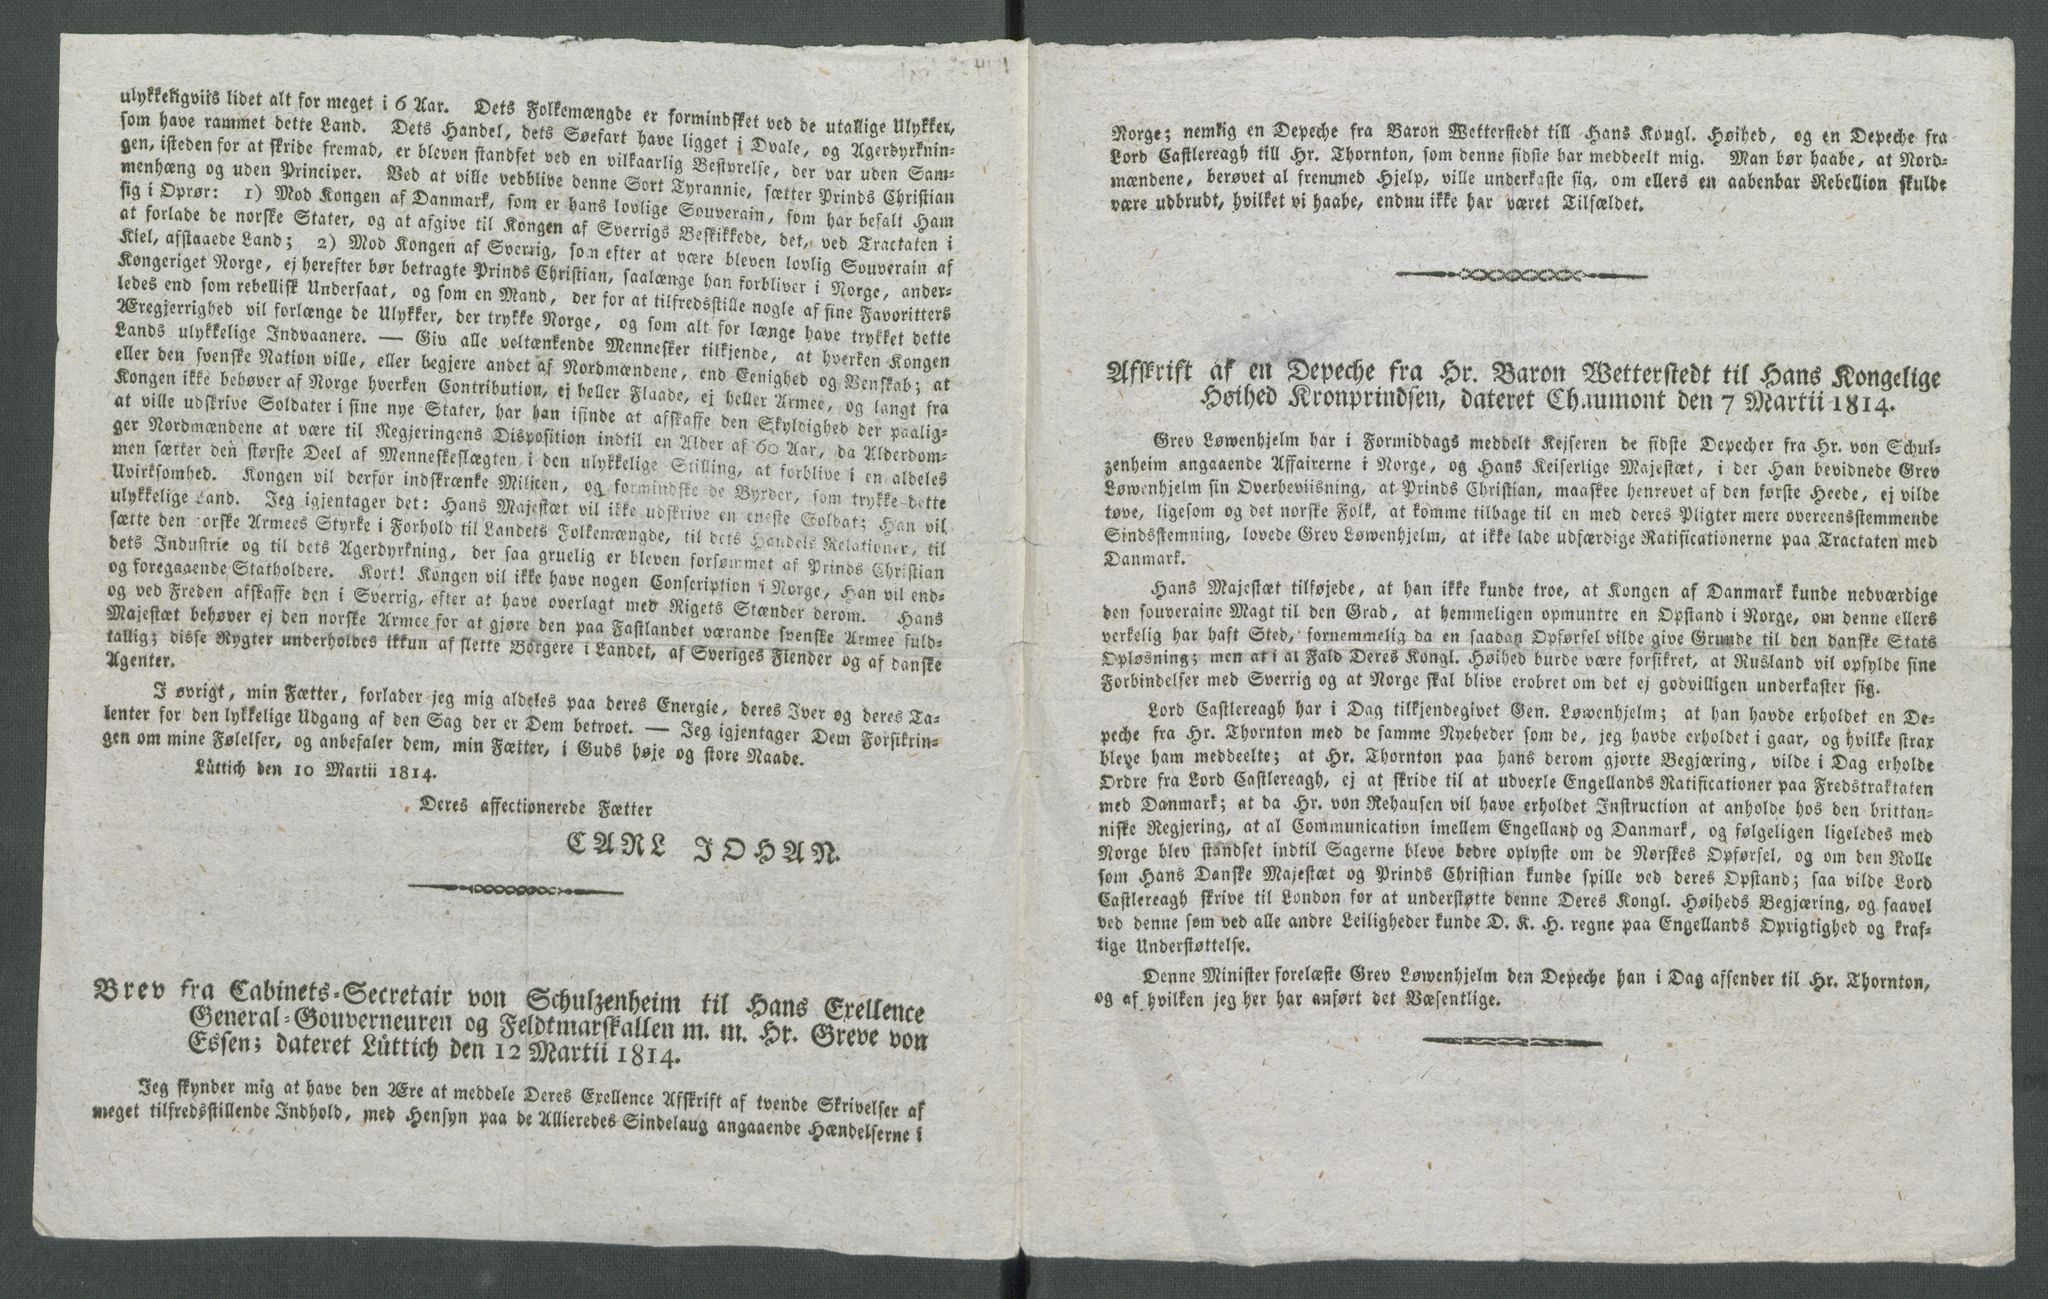 ulykkeligviis lidet alt for meget i 6 Aar. Dets Folkemængde er formindsket ved de utallige Ulykker,
som have rammet dette Land. Dets Handel, dets Søefart have ligget i Dvale, og Agerdyrknin-
gen, isteden for at skride fremad, er bleven standset ved en vilkaarlig Bestyrelse, der var uden Sam-
menhæng og uden Principer. Ved at ville vedblive denne Sort Tyrannie, sætter Prinds Christian
sig i Oprør: 1) Mod Kongen af Danmark, som er hans lovlige Souverain, som har befalt Ham
at forlade de norske Stater, og at afgive til Kongen af Sverrigs Beskikkede, det, ved Tractaten i
Kiel, afstaaede Land; 2) Mod Kongen af Sverrig, som efter at være bleven lovlig Souverain af
Kongeriget Norge, ej herefter bør betragte Prinds Christian, saalænge han forbliver i Norge, ander-
ledes end som rebellisk Undersaat, og som en Mand, der for at tilfredsstille nogle af sine Favoritters
Æregjerrighed vil forlænge de Ulykker, der trykke Norge, og som alt for længe have trykket dette
Lands ulykkelige Indvaanere. — Giv alle veltænkende Mennesker tilkjende, at hverken Kongen
eller den svenske Nation ville, eller begjere andet af Nordmændene, end Eenighed og Venskab; at
Kongen ikke behøver af Norge hverken Contribution, ej heller Flaade, ej heller Armee, og langt fra
at ville udskrive Soldater i sine nye Stater, har han isinde at afskaffe den Skyldighed der paalig-
ger Nordmændene at være til Regjeringens Disposition indtil en Alder af 60 Aar, da Alderdom-
men sætter den største Deel af Menneskeslægten i den ulykkelige Stilling, at forblive i en aldeles
Uvirksomhed. Kongen vil derfor indskrænke Milicen, og formindske de Byrder, som trykke dette
ulykkelige Land. Jeg igjentager det: Hans Majestæt vil ikke udskrive en eneste Soldat; Han vil
sætte den norske Armees Styrke i Forhold til Landets Folkemængde, til dets Handels Relationer, til
dets Industrie og til dets Agerdyrkning, der saa gruelig er bleven forsømmet af Prinds Christian
og foregaaende Statholdere. Kort! Kongen vil ikke have nogen Conscription i Norge, Han vil end-
og ved Freden afskaffe den i Sverrig, efter at have overlagt med Rigets Stænder derom. Hans
Majestæt behøver ej den norske Armee for at gjøre den paa Fastlandet værande svenske Armee fuld-
tallig; disse Rygter underholdes ikkun af slette Borgere i Landet, af Sveriges Fiender og af danske
Agenter.
I øvrigt, min Fætter, forlader jeg mig aldeles paa deres Energie, deres Iver og deres Ta-
lenter for den lykkelige Udgang af den Sag der er Dem betroet. — Jeg igjentager Dem Forsikrin-
gen om mine Følelser, og anbefaler dem, min Fætter, i Guds høje og store Naade.
Lüttich den 10 Martii 1814.
Deres affectionerede Fætter
CARL JOHAN.
Brev fra Cabinets-Secretair von Schulzenheim til Hans Exellence
General-Gouverneuren og Feldtmarskallen m. m. Hr. Greve von
Essen; dateret Lüttich den 12 Martii 1814.
Jeg skynder mig at have den Ære at meddele Deres Exellence Afskrift af tvende Skrivelser af
meget tilfredsstillende Indhold, med Hensyn paa de Allieredes Sindelaug angaaende Hændelserne i
Norge; nemlig en Depeche fra Baron Wetterstedt till Hans Kongl. Høihed, og en Depeche fra
Lord Castlereagh till Hr. Thornton, som denne sidste har meddeelt mig. Man bør haabe, at Nord-
mændene, berøvet al fremmed Hjelp, ville underkaste sig, om ellers en aabenbar Rebellion skulde
være udbrudt, hvilket vi haabe, endnu ikke har været Tilfældet.
Afskrift af en Depeche fra Hr. Baron Wetterstedt til Hans Kongelige
Høihed Kronprindsen, dateret Chaumont den 7 Martii 1814.
Grev Løwenhjelm har i Formiddags meddelt Kejseren de sidste Depecher fra Hr. von Schul-
zenheim angaaende Affairerne i Norge, og Hans Keiserlige Majestæt, i det Han bevidnede Grev
Løwenhjelm sin Overbeviisning, at Prinds Christian, maaskee henrevet af den første Heede, ej vilde
tøve, ligesom og det norske Folk, at komme tilbage til en med deres Pligter mere overeensstemmende
Sindsstemning, lovede Grev Løwenhjelm, at ikke lade udfærdige Ratificationerne paa Tractaten med
Danmark.
Hans Majestæt tilføjede, at han ikke kunde troe, at Kongen af Danmark kunde nedværdige
den souveraine Magt til den Grad, at hemmeligen opmuntre en Opstand i Norge, om denne ellers
verkelig har haft Sted, fornemmelig da en saadan Opførsel vilde give Grunde til den danske Stats
Opløsning; men at i al Fald Deres Kongl. Høihed burde være forsikret, at Rusland vil opfylde sine
Forbindelser med Sverrig og at Norge skal blive erobret om det ej godvilligen underkaster sig.
Lord Castlereagh har i Dag tilkjendegivet Gen. Løwenhjelm; at han havde erholdet en De-
peche fra Hr. Thornton med de samme Nyeheder som de, jeg havde erholdet i gaar, og hvilke strax
bleve ham meddeelte; at Hr. Thornton paa hans derom gjorte Begjæring, vilde i Dag erholde
Ordre fra Lord Castlereagh, ej at skride til at udvexle Engellands Ratificationer paa Fredstraktaten
med Danmark; at da Hr. von Rehausen vil have erholdet Instruction at anholde hos den brittan-
niske Regjering, at al Communication imellem Engelland og Danmark, og følgeligen ligeledes med
Norge blev standset indtil Sagerne bleve bedre oplyste om de Norskes Opførsel, og om den Rolle
som Hans Danske Majestæt og Prinds Christian kunde spille ved deres Opstand; saa vilde Lord
Castlereagh skrive til London for at understøtte denne Deres Kongl. Høiheds Begjæring, og saavel
ved denne som ved alle andre Leiligheder kunde D. K. H. regne paa Engellands Oprigtighed og kraf-
tige Understøttelse.
Denne Minister forelæste Grev Løwenhjelm den Depeche han i Dag affender til Hr. Thornton,
og af hvilken jeg her har anført det Væsentlige.